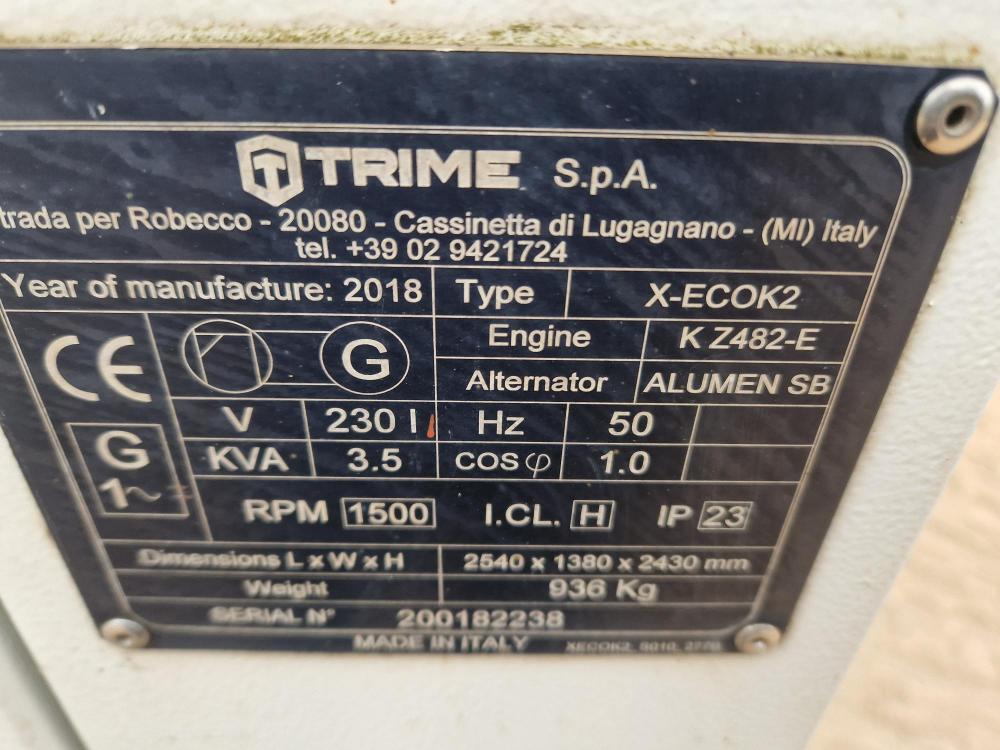 TRIME S.p.A.
trada per Robecco - 20080 - Cassinetta di Lugagnano - (MI) Italy
tel. +39 02 9421724
Year of manufacture: 2018 Type X-ECOK2
CE G Engine K Z482-E
Alternator ALUMEN SB
V 230 I Hz 50
G 1~ KVA 3.5 COS φ 1.0
RPM 1500 I.CL. H IP 23
Dimensions L x W x H 2540 x 1380 x 2430 mm
Weight 936 Kg
SERIAL N° 200182238
MADE IN ITALY